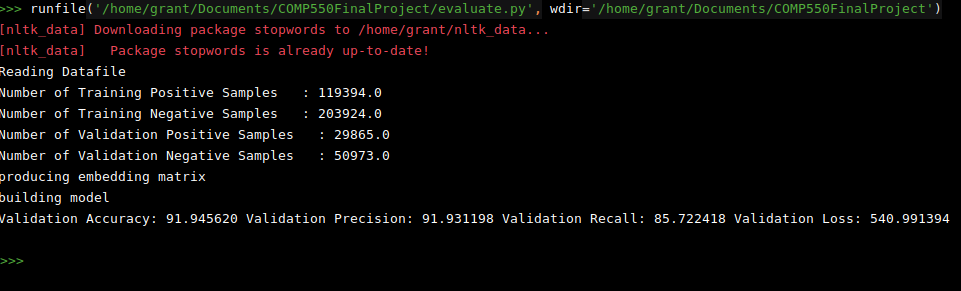 >>> runfile('/home/grant/Documents/COMP550FinalProject/evaluate.py', wdir='/home/grant/Documents/COMP550FinalProject')
[nltk_data] Downloading package stopwords to /home/grant/nltk_data...
[nltk_data]   Package stopwords is already up-to-date!
Reading Datafile
Number of Training Positive Samples   : 119394.0
Number of Training Negative Samples   : 203924.0
Number of Validation Positive Samples   : 29865.0
Number of Validation Negative Samples   : 50973.0
producing embedding matrix
building model
Validation Accuracy: 91.945620 Validation Precision: 91.931198 Validation Recall: 85.722418 Validation Loss: 540.991394
>>>